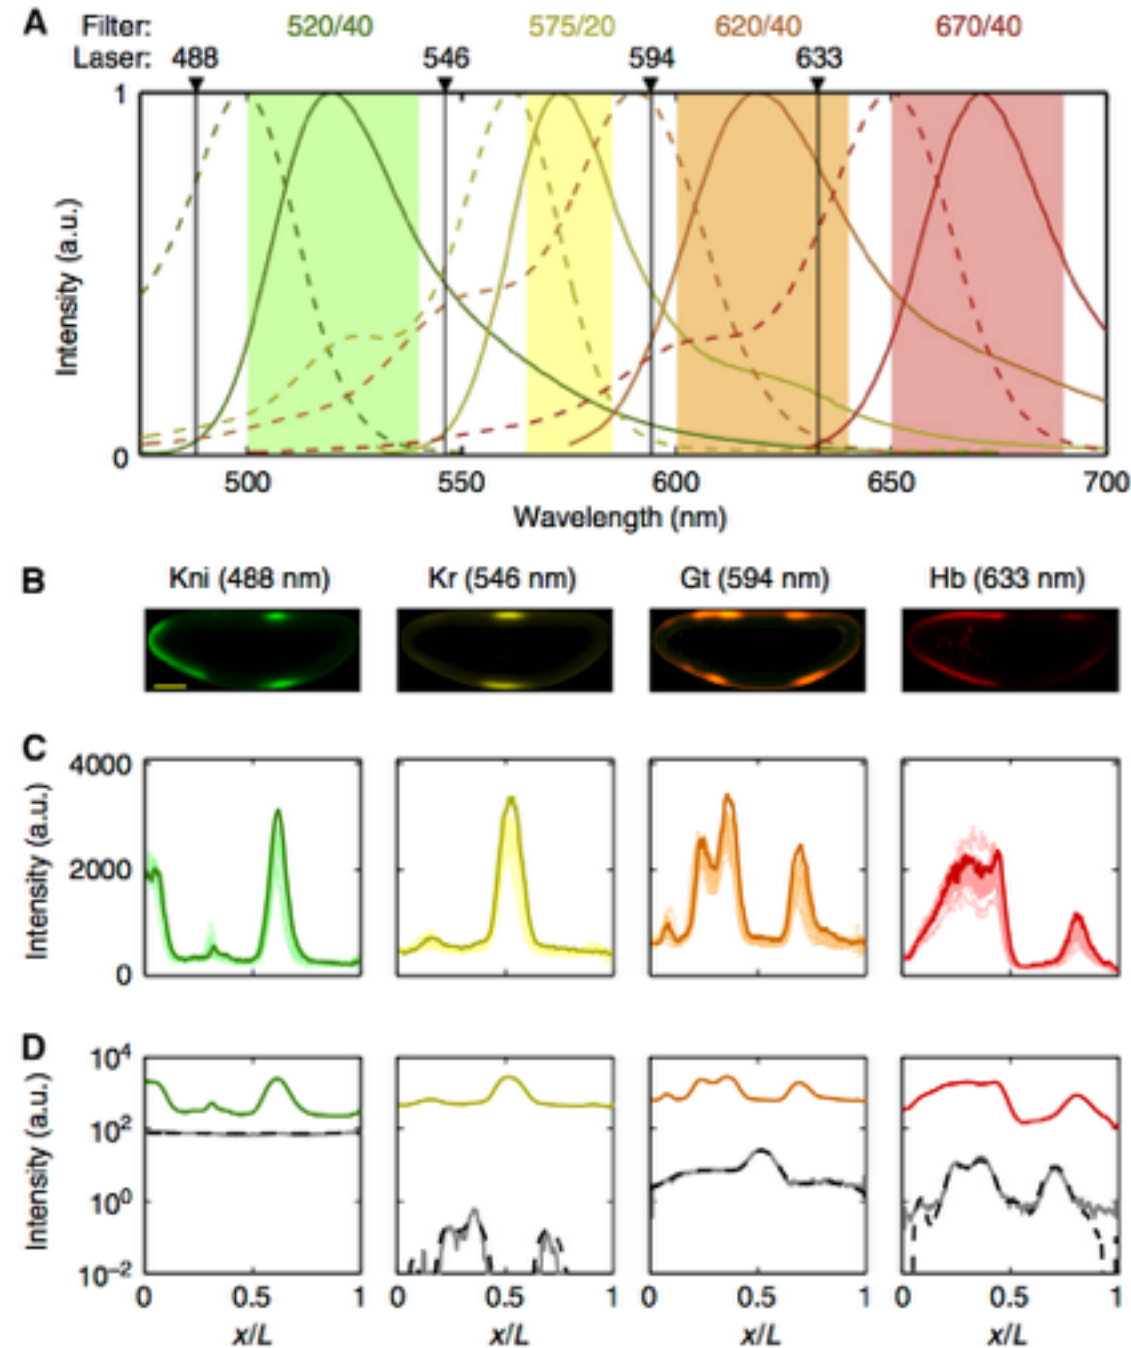 A Filter: 520/40 575/20 620/40 670/40
Laser: 488 546 594 633
1
Intensity (a.u.)
0
500 550 600 650 700
Wavelength (nm)
B Kni (488 nm) Kr (546 nm) Gt (594 nm) Hb (633 nm)
C
4000
Intensity (a.u.)
2000
0
D
10⁴
Intensity (a.u.)
10²
10⁰
10⁻²
0 0.5 1 0 0.5 1 0 0.5 1 0 0.5 1
x/L x/L x/L x/L